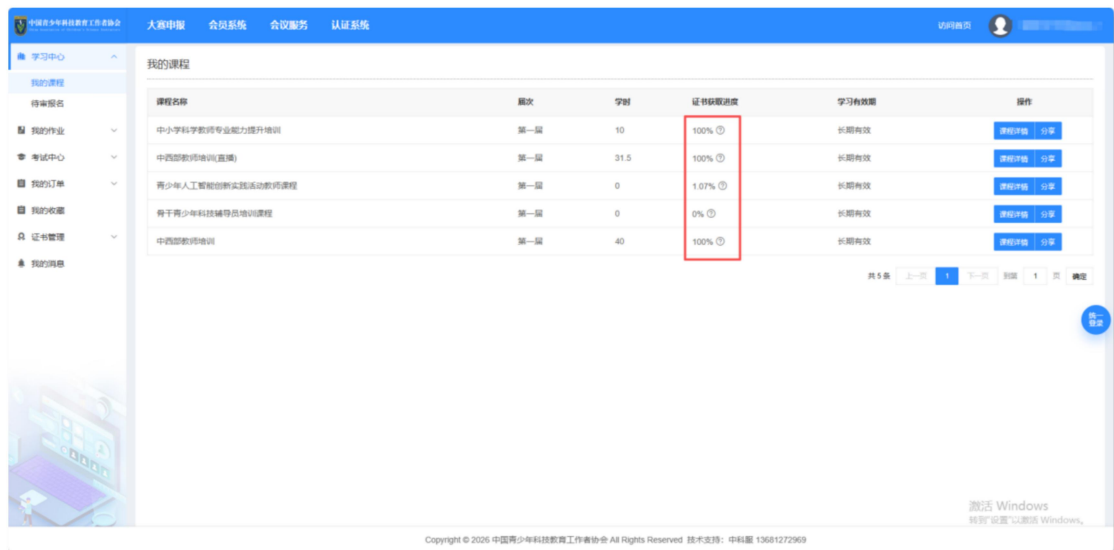 中国青少年科技教育工作者协会
大赛申报 会员系统 会议服务 认证系统
访问首页
学习中心
我的课程
待审报名
我的作业
考试中心
我的订单
我的收藏
证书管理
我的消息
我的课程
课程名称 届次 学时 证书获取进度 学习有效期 操作
中小学科学教师专业能力提升培训 第一届 10 100% 长期有效 课程详情 分享
中西部教师培训(直播) 第一届 31.5 100% 长期有效 课程详情 分享
青少年人工智能创新实践活动教师课程 第一届 0 1.07% 长期有效 课程详情 分享
骨干青少年科技辅导员培训课程 第一届 0 0% 长期有效 课程详情 分享
中西部教师培训 第一届 40 100% 长期有效 课程详情 分享
共 5 条 上一页 1 下一页 到第 1 页 确定
统一
登录
激活 Windows
转到"设置"以激活 Windows。
Copyright © 2026 中国青少年科技教育工作者协会 All Rights Reserved 技术支持：中科服 13681272969